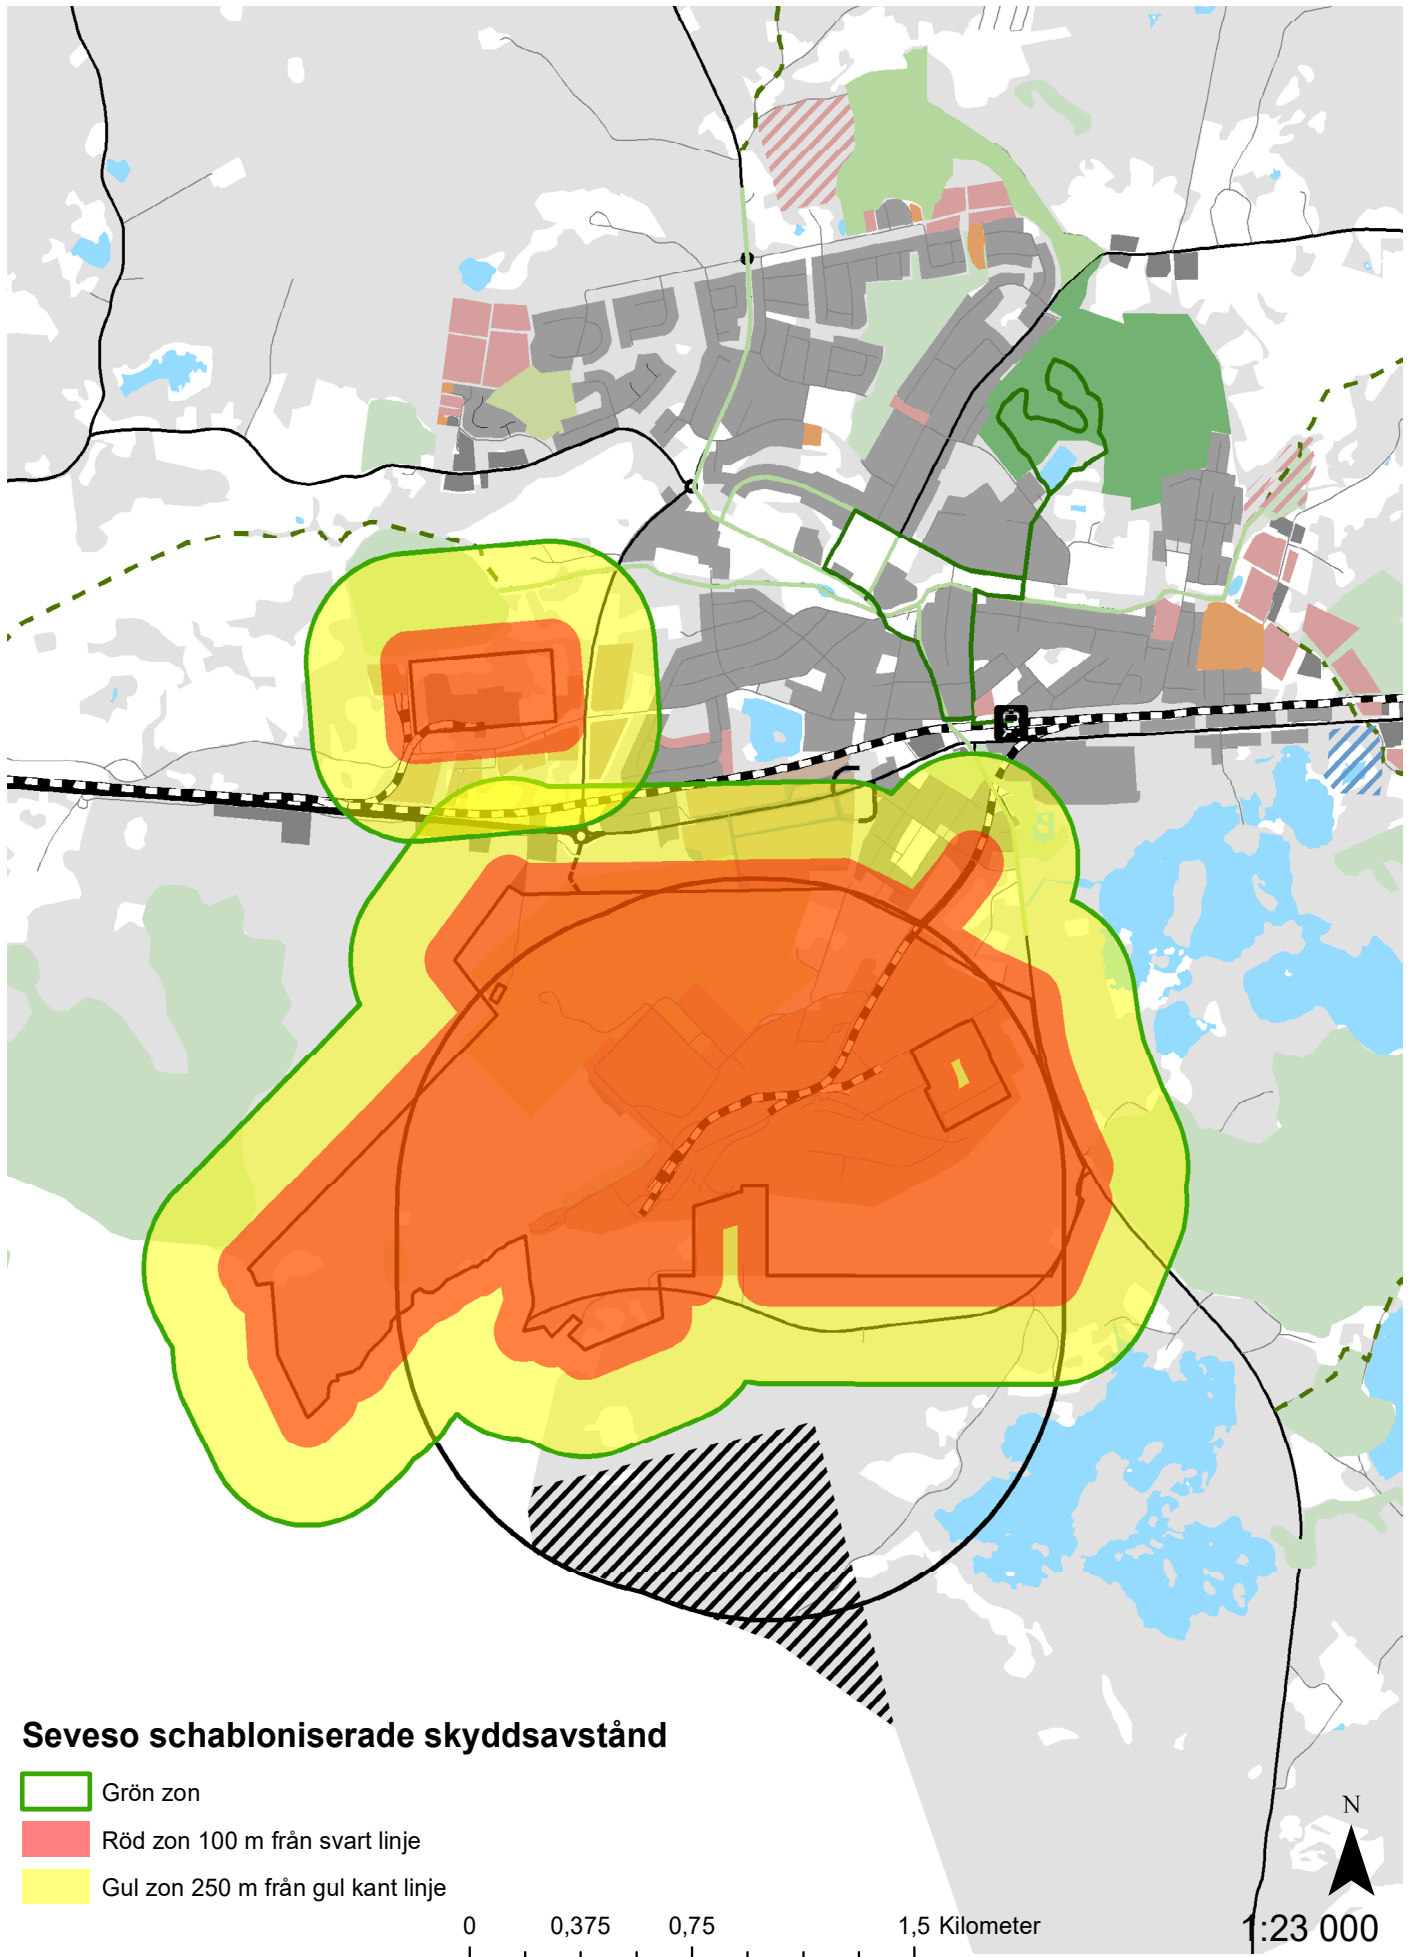 Seveso schabloniserade skyddsavstånd
Grön zon
Röd zon 100 m från svart linje
Gul zon 250 m från gul kant linje
N
0 0,375 0,75 1,5 Kilometer
1:23 000